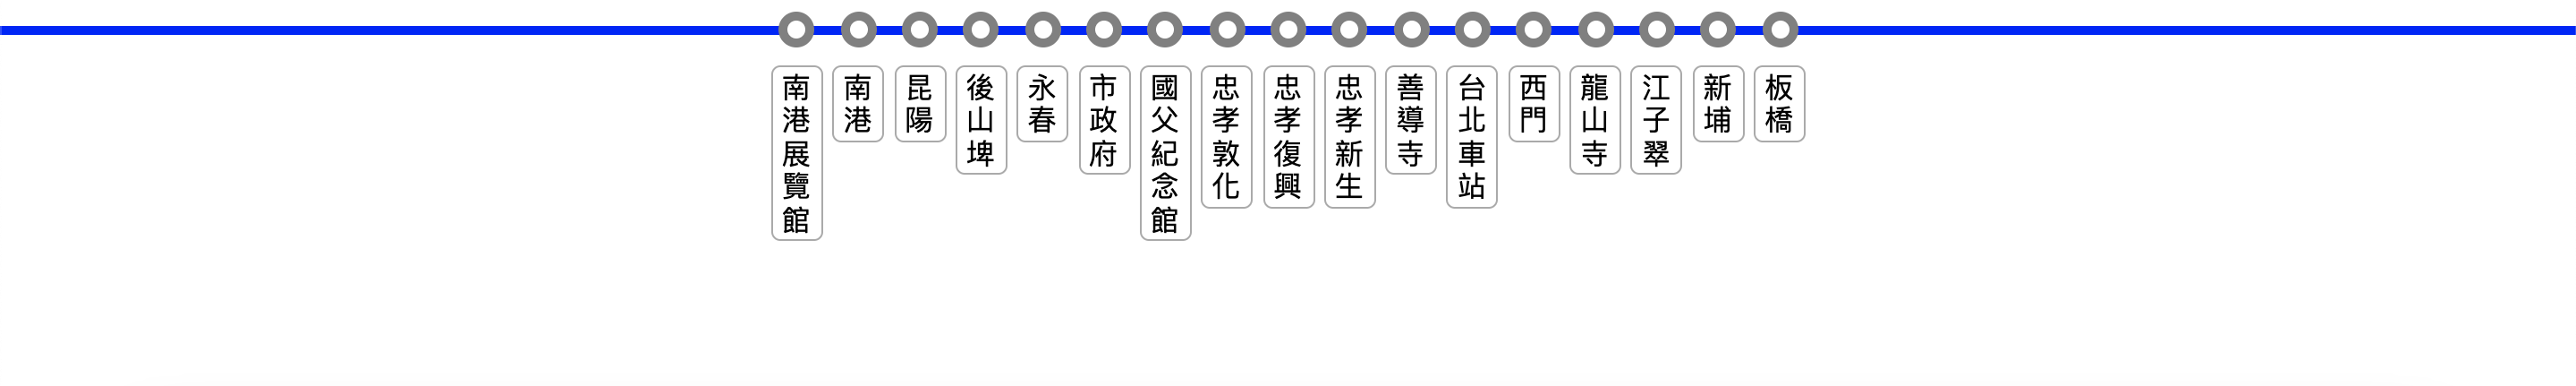 南港展覽館
南港
昆陽
後山埤
永春
市政府
國父紀念館
忠孝敦化
忠孝復興
忠孝新生
善導寺
台北車站
西門
龍山寺
江子翠
新埔
板橋